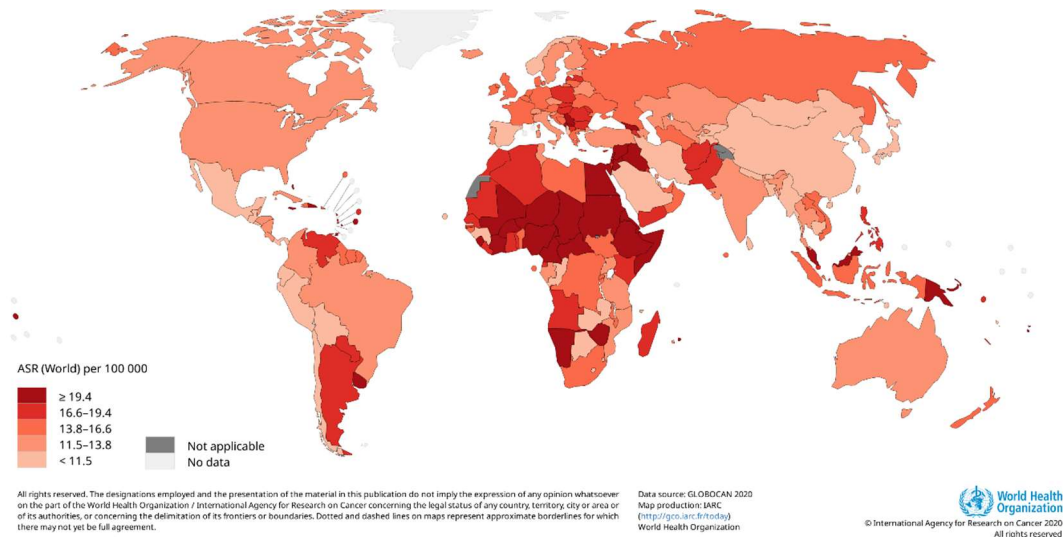 ASR (World) per 100 000
≥ 19.4
16.6–19.4
13.8–16.6
11.5–13.8
< 11.5
Not applicable
No data
All rights reserved. The designations employed and the presentation of the material in this publication do not imply the expression of any opinion whatsoever
on the part of the World Health Organization / International Agency for Research on Cancer concerning the legal status of any country, territory, city or area or
of its authorities, or concerning the delimitation of its frontiers or boundaries. Dotted and dashed lines on maps represent approximate borderlines for which
there may not yet be full agreement.
Data source: GLOBOCAN 2020
Map production: IARC
(http://gco.iarc.fr/today)
World Health Organization
World Health
Organization
© International Agency for Research on Cancer 2020
All rights reserved